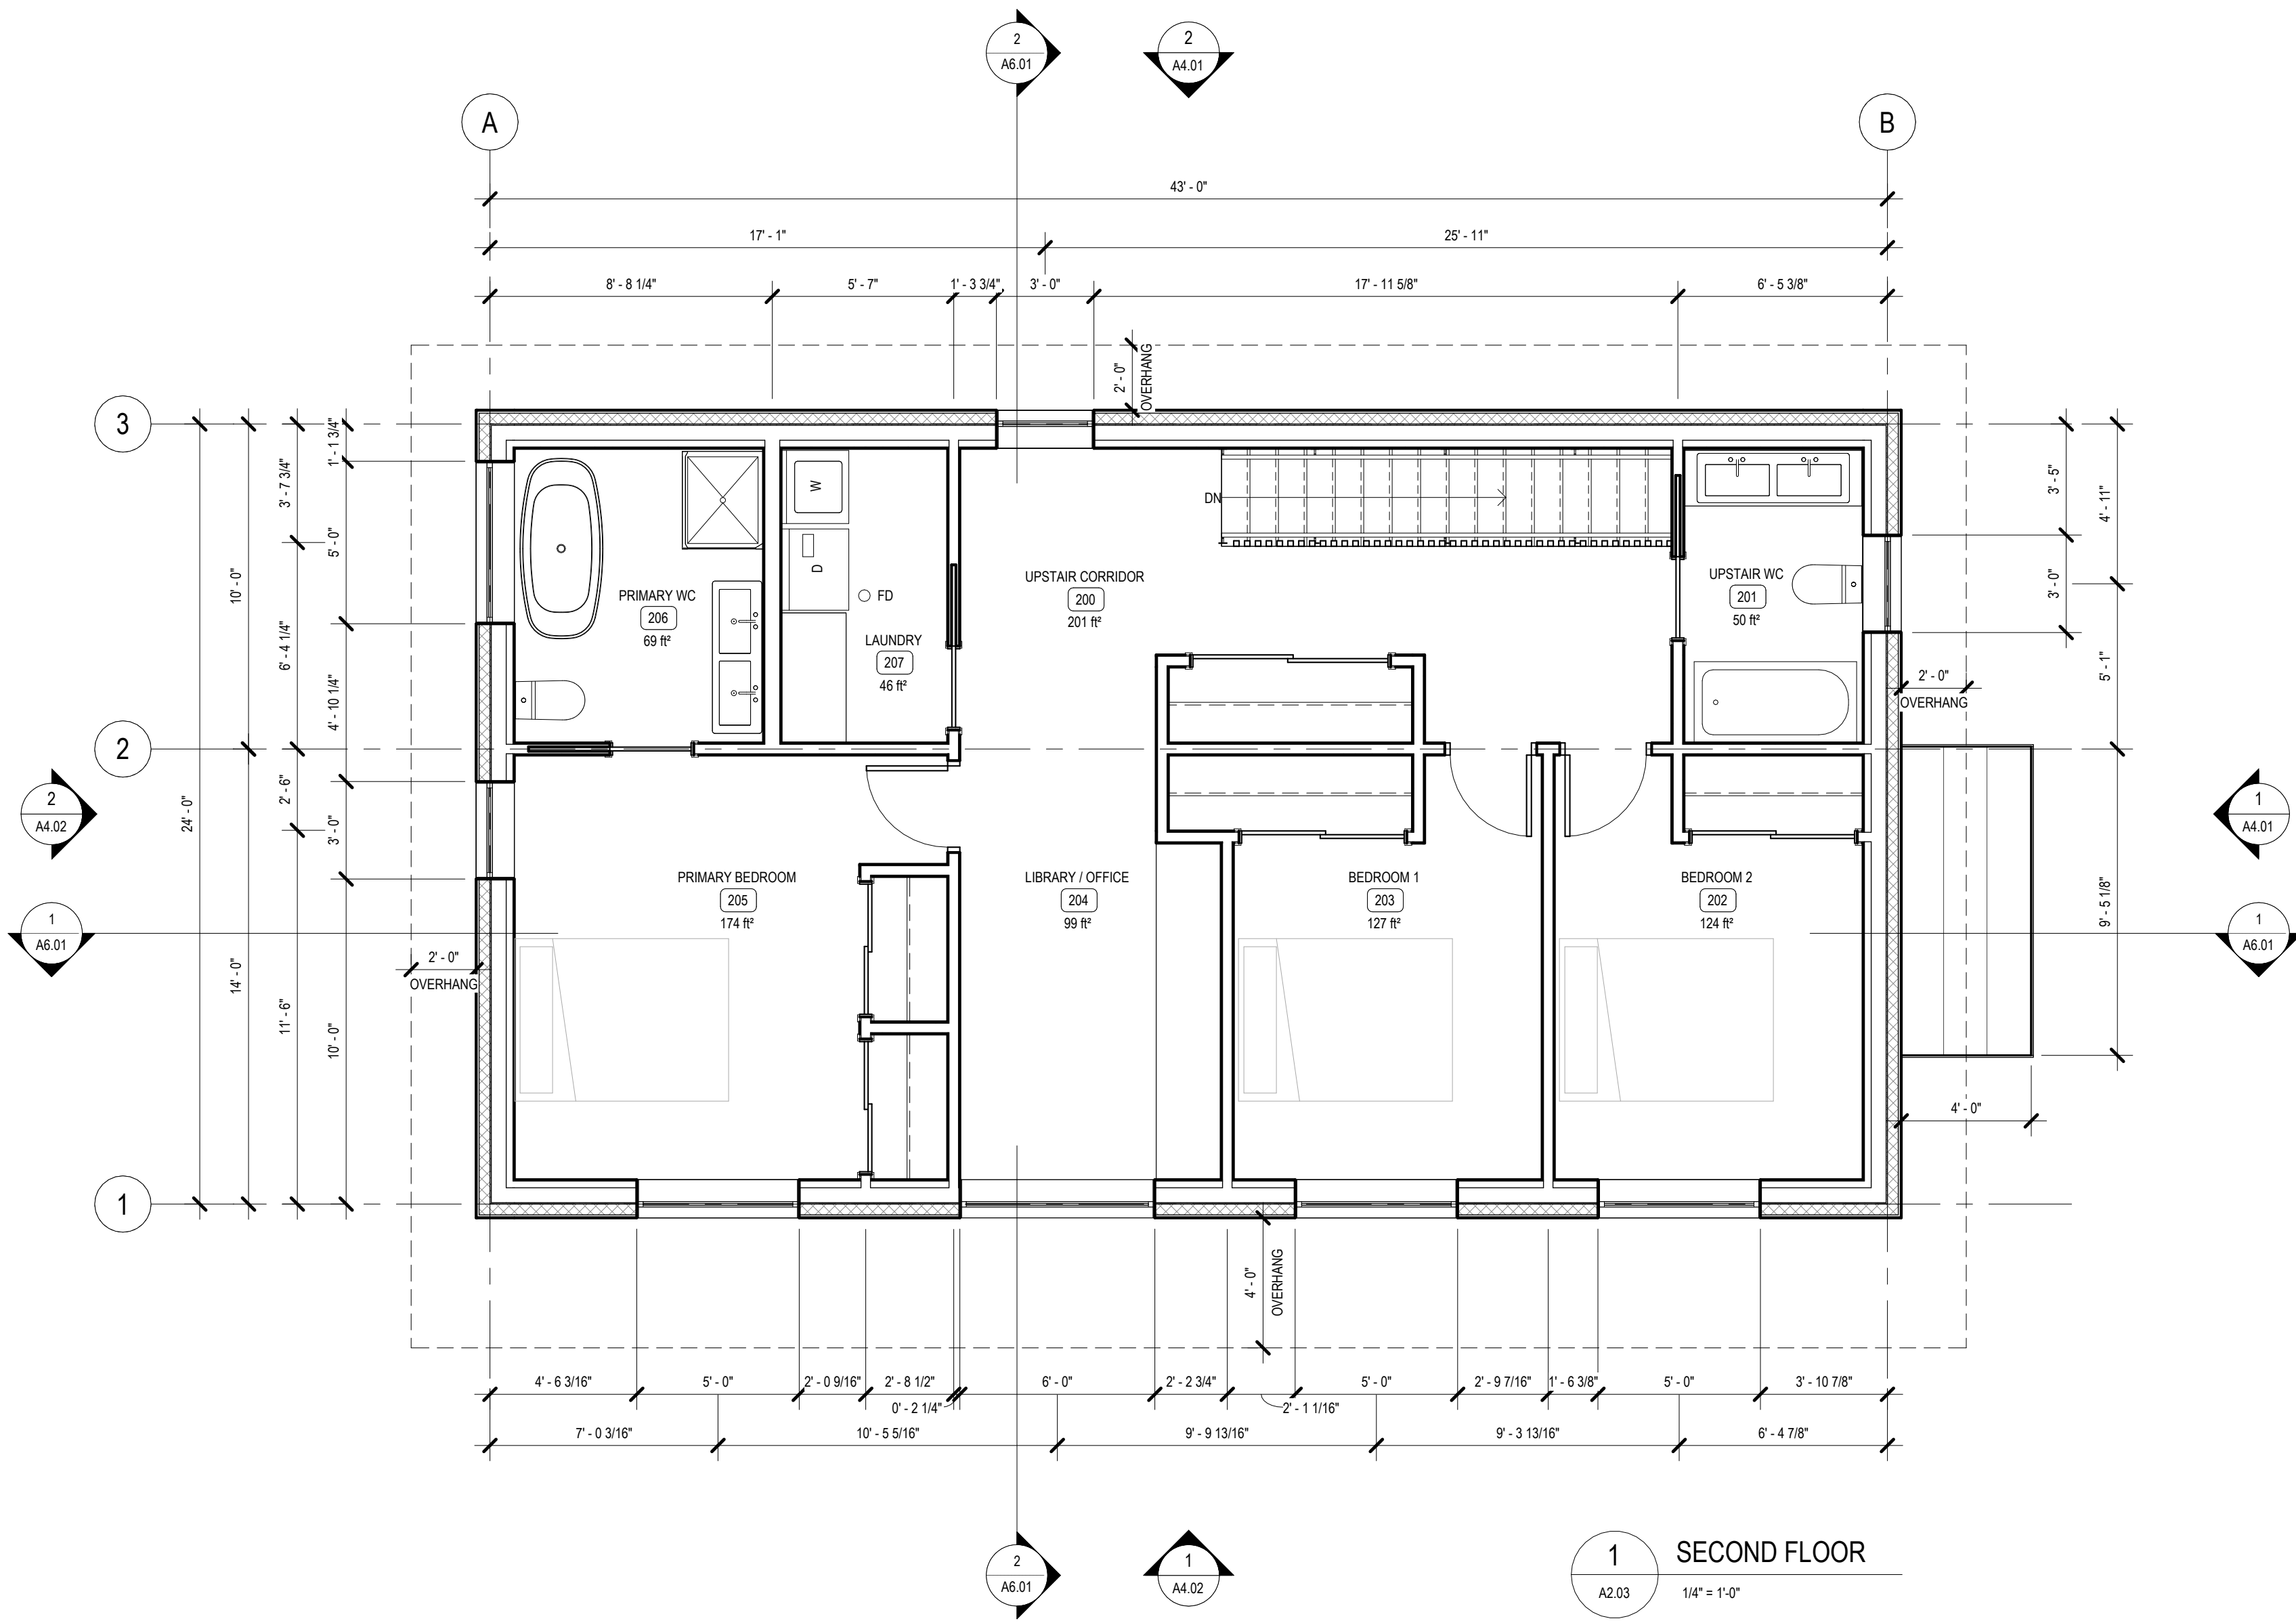 2
A6.01
2
A4.01
A
B
43' - 0"
17' - 1"
25' - 11"
8' - 8 1/4"
5' - 7"
1' - 3 3/4"
3' - 0"
17' - 11 5/8"
6' - 5 3/8"
2' - 0"
OVERHANG
3
2
1
24' - 0"
10' - 0"
14' - 0"
3' - 7 3/4"
6' - 4 1/4"
2' - 6"
11' - 6"
1' - 1 3/4"
5' - 0"
4' - 10 1/4"
3' - 0"
10' - 0"
2
A4.02
1
A6.01
2' - 0"
OVERHANG
PRIMARY WC
206
69 ft²
W
D
FD
LAUNDRY
207
46 ft²
UPSTAIR CORRIDOR
200
201 ft²
DN
UPSTAIR WC
201
50 ft²
PRIMARY BEDROOM
205
174 ft²
LIBRARY / OFFICE
204
99 ft²
BEDROOM 1
203
127 ft²
BEDROOM 2
202
124 ft²
3' - 5"
3' - 0"
4' - 11"
5' - 1"
9' - 5 1/8"
2' - 0"
OVERHANG
4' - 0"
1
A4.01
1
A6.01
4' - 0"
OVERHANG
4' - 6 3/16"
5' - 0"
2' - 0 9/16"
2' - 8 1/2"
0' - 2 1/4"
6' - 0"
2' - 2 3/4"
2' - 1 1/16"
5' - 0"
2' - 9 7/16"
1' - 6 3/8"
5' - 0"
3' - 10 7/8"
7' - 0 3/16"
10' - 5 5/16"
9' - 9 13/16"
9' - 3 13/16"
6' - 4 7/8"
2
A6.01
1
A4.02
1
A2.03
SECOND FLOOR
1/4" = 1'-0"